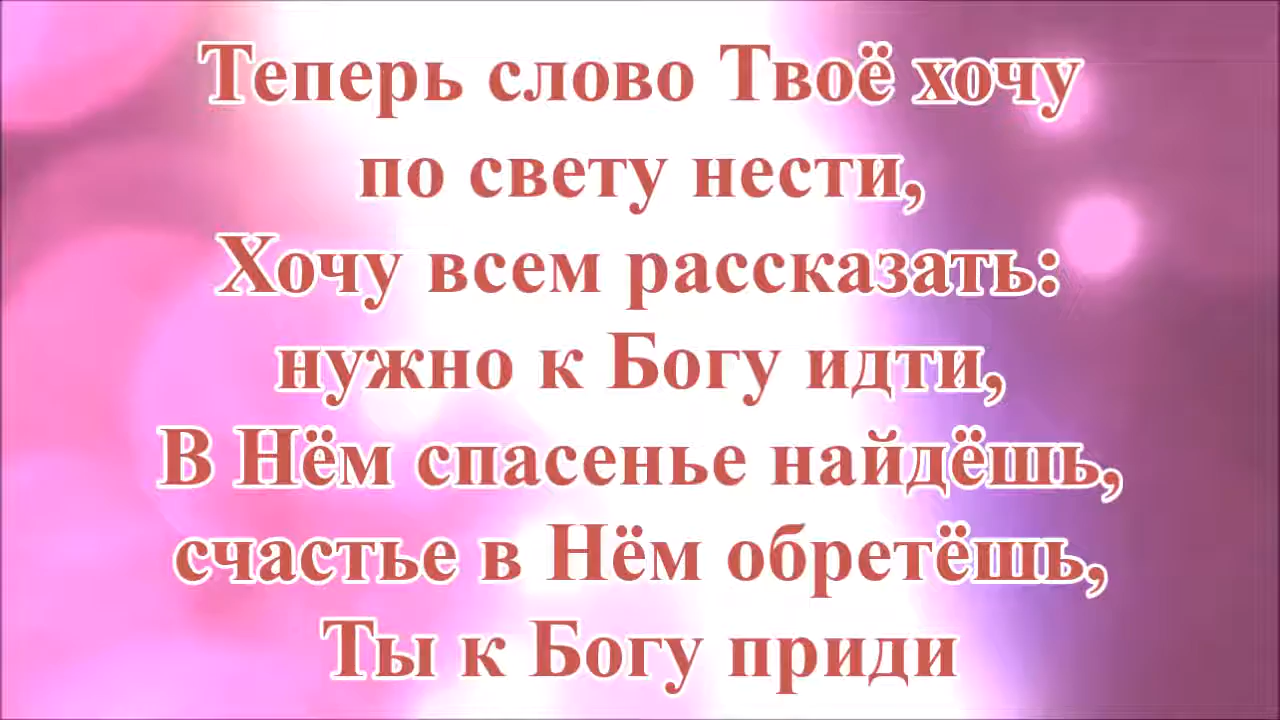 Теперь слово Твоё хочу
по свету нести,
Хочу всем рассказать:
нужно к Богу идти,
В Нём спасенье найдёшь,
счастье в Нём обретёшь,
Ты к Богу приди